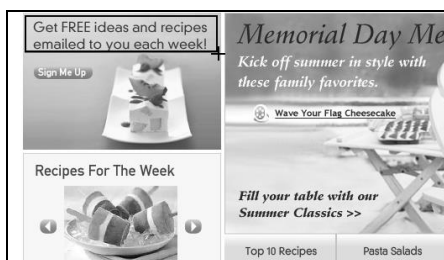 Get FREE ideas and recipes
emailed to you each week!
Sign Me Up
Recipes For The Week
Memorial Day Me
Kick off summer in style with
these family favorites.
Wave Your Flag Cheesecake
Fill your table with our
Summer Classics >>
Top 10 Recipes
Pasta Salads